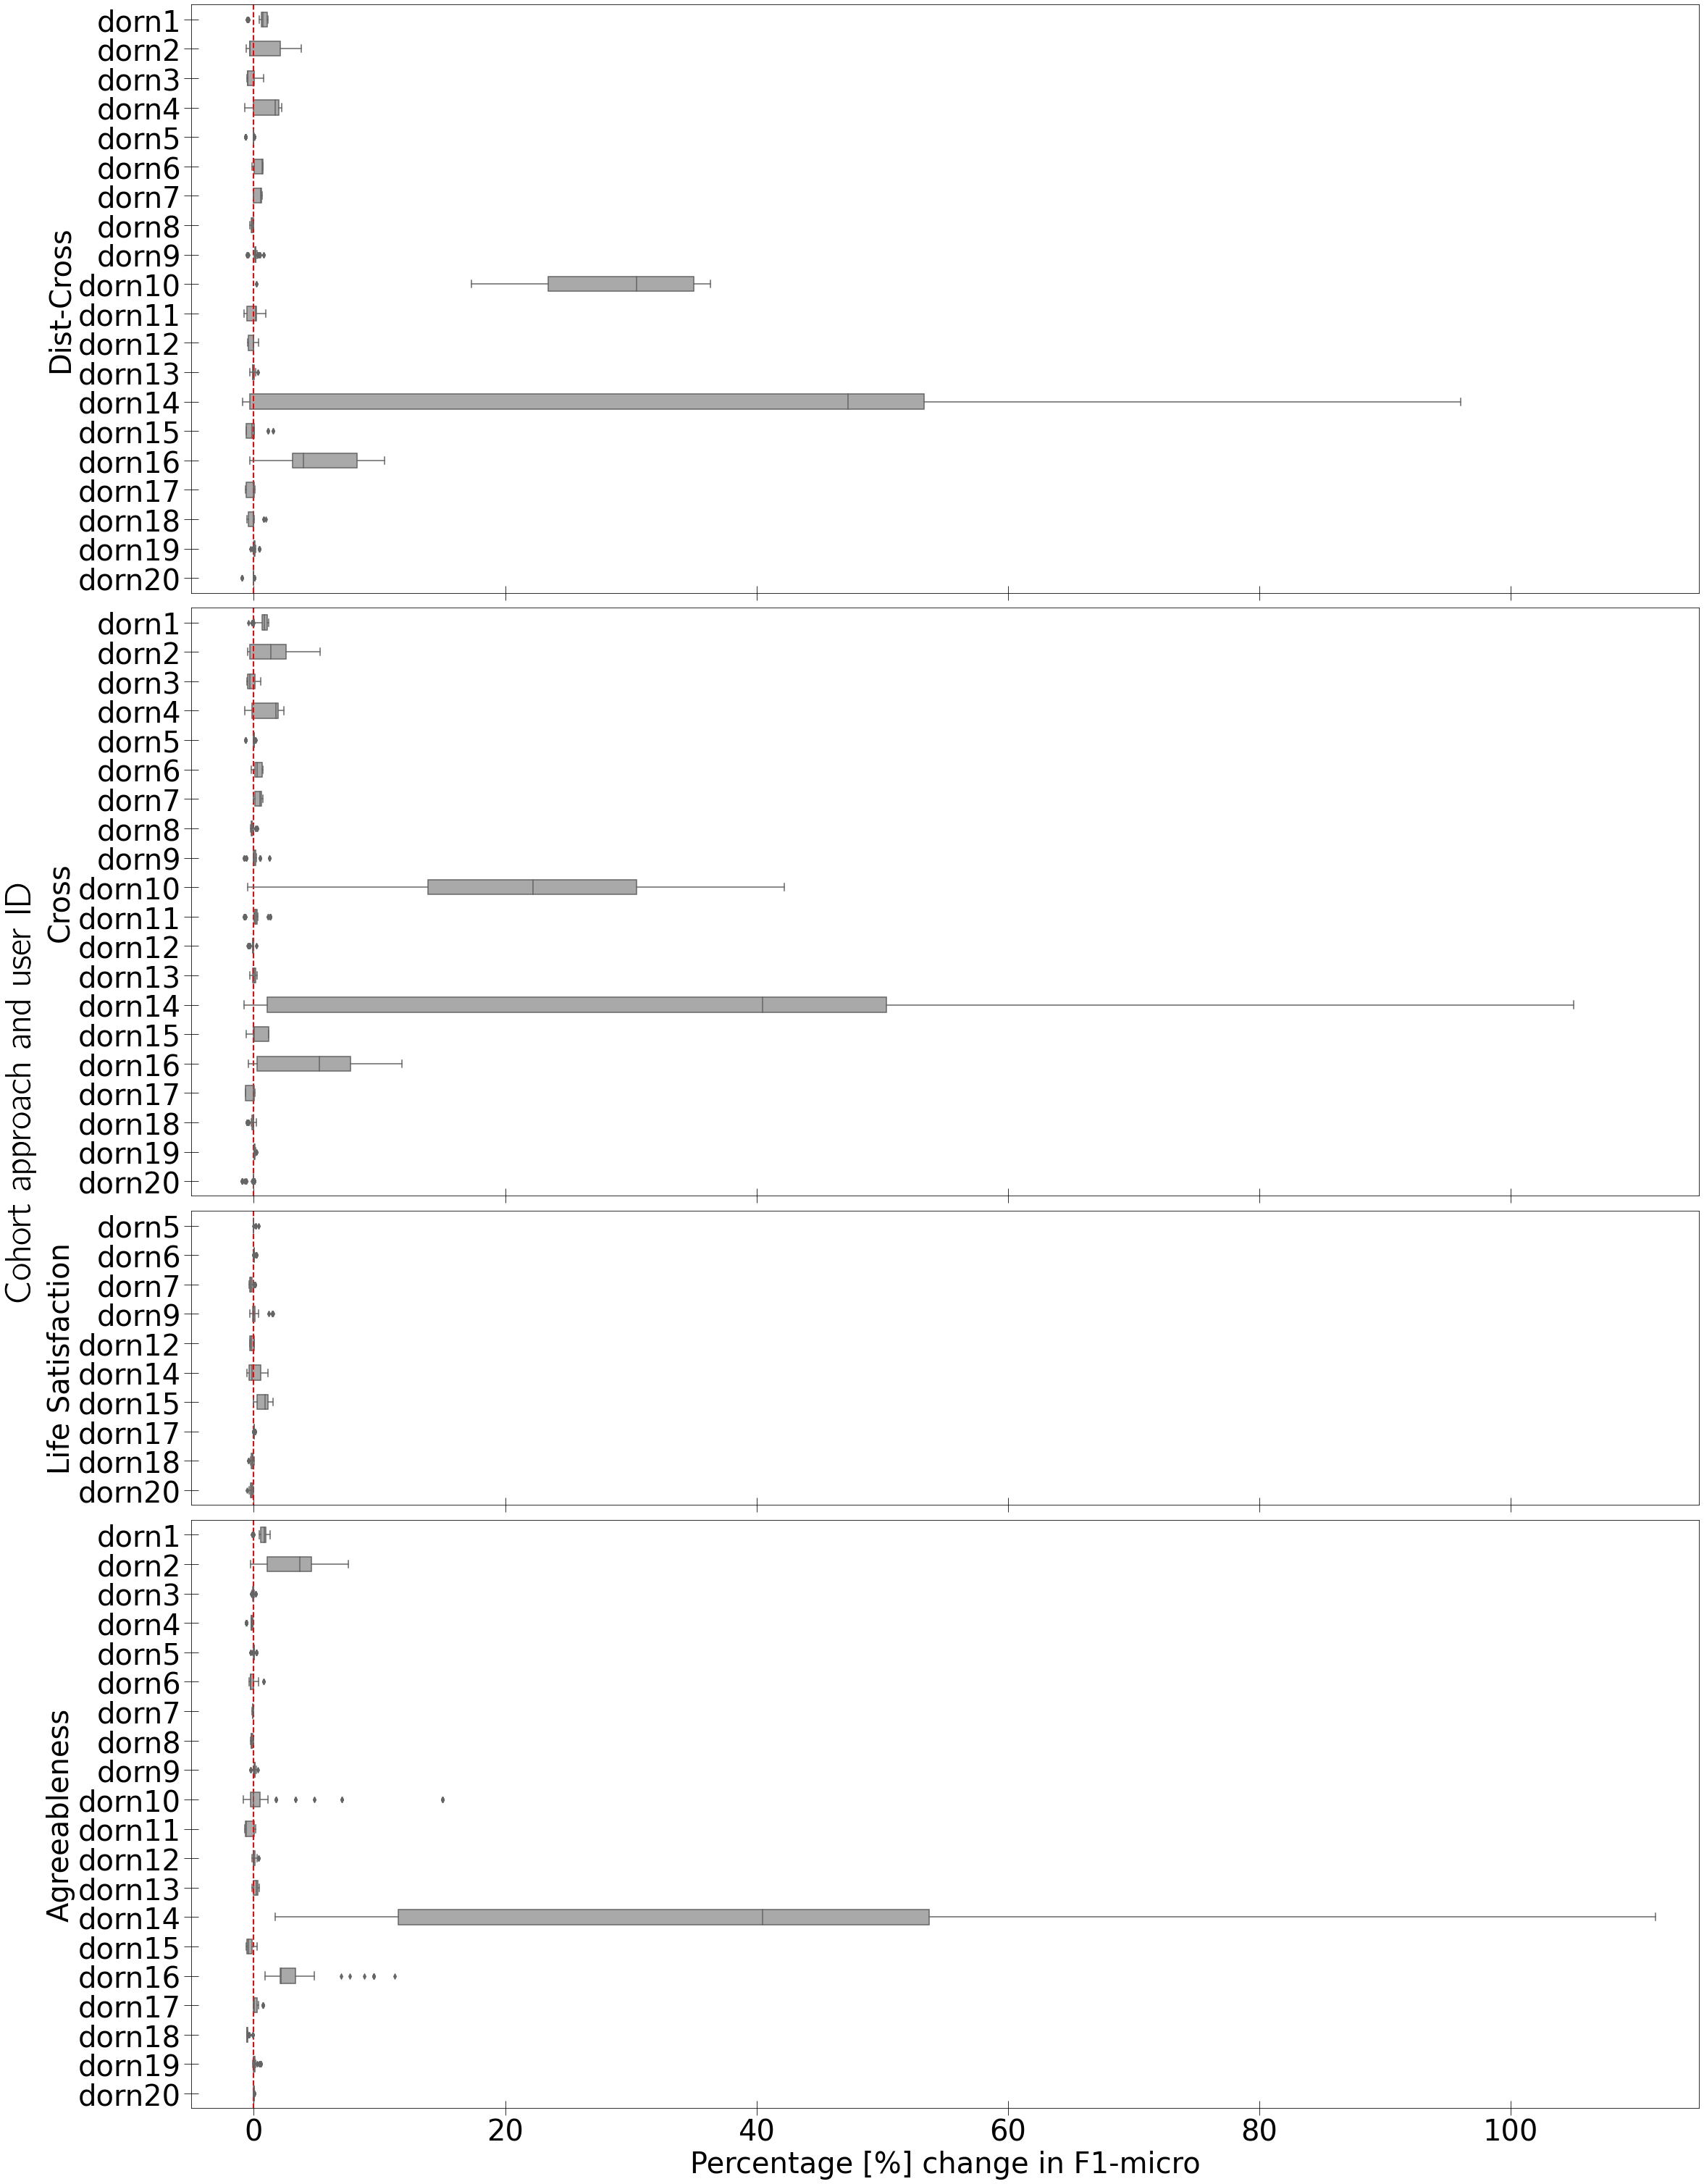 Cohort approach and user ID
Dist-Cross
dorn1
dorn2
dorn3
dorn4
dorn5
dorn6
dorn7
dorn8
dorn9
dorn10
dorn11
dorn12
dorn13
dorn14
dorn15
dorn16
dorn17
dorn18
dorn19
dorn20
Cross
dorn1
dorn2
dorn3
dorn4
dorn5
dorn6
dorn7
dorn8
dorn9
dorn10
dorn11
dorn12
dorn13
dorn14
dorn15
dorn16
dorn17
dorn18
dorn19
dorn20
Life Satisfaction
dorn5
dorn6
dorn7
dorn9
dorn12
dorn14
dorn15
dorn17
dorn18
dorn20
Agreeableness
dorn1
dorn2
dorn3
dorn4
dorn5
dorn6
dorn7
dorn8
dorn9
dorn10
dorn11
dorn12
dorn13
dorn14
dorn15
dorn16
dorn17
dorn18
dorn19
dorn20
0 20 40 60 80 100
Percentage [%] change in F1-micro